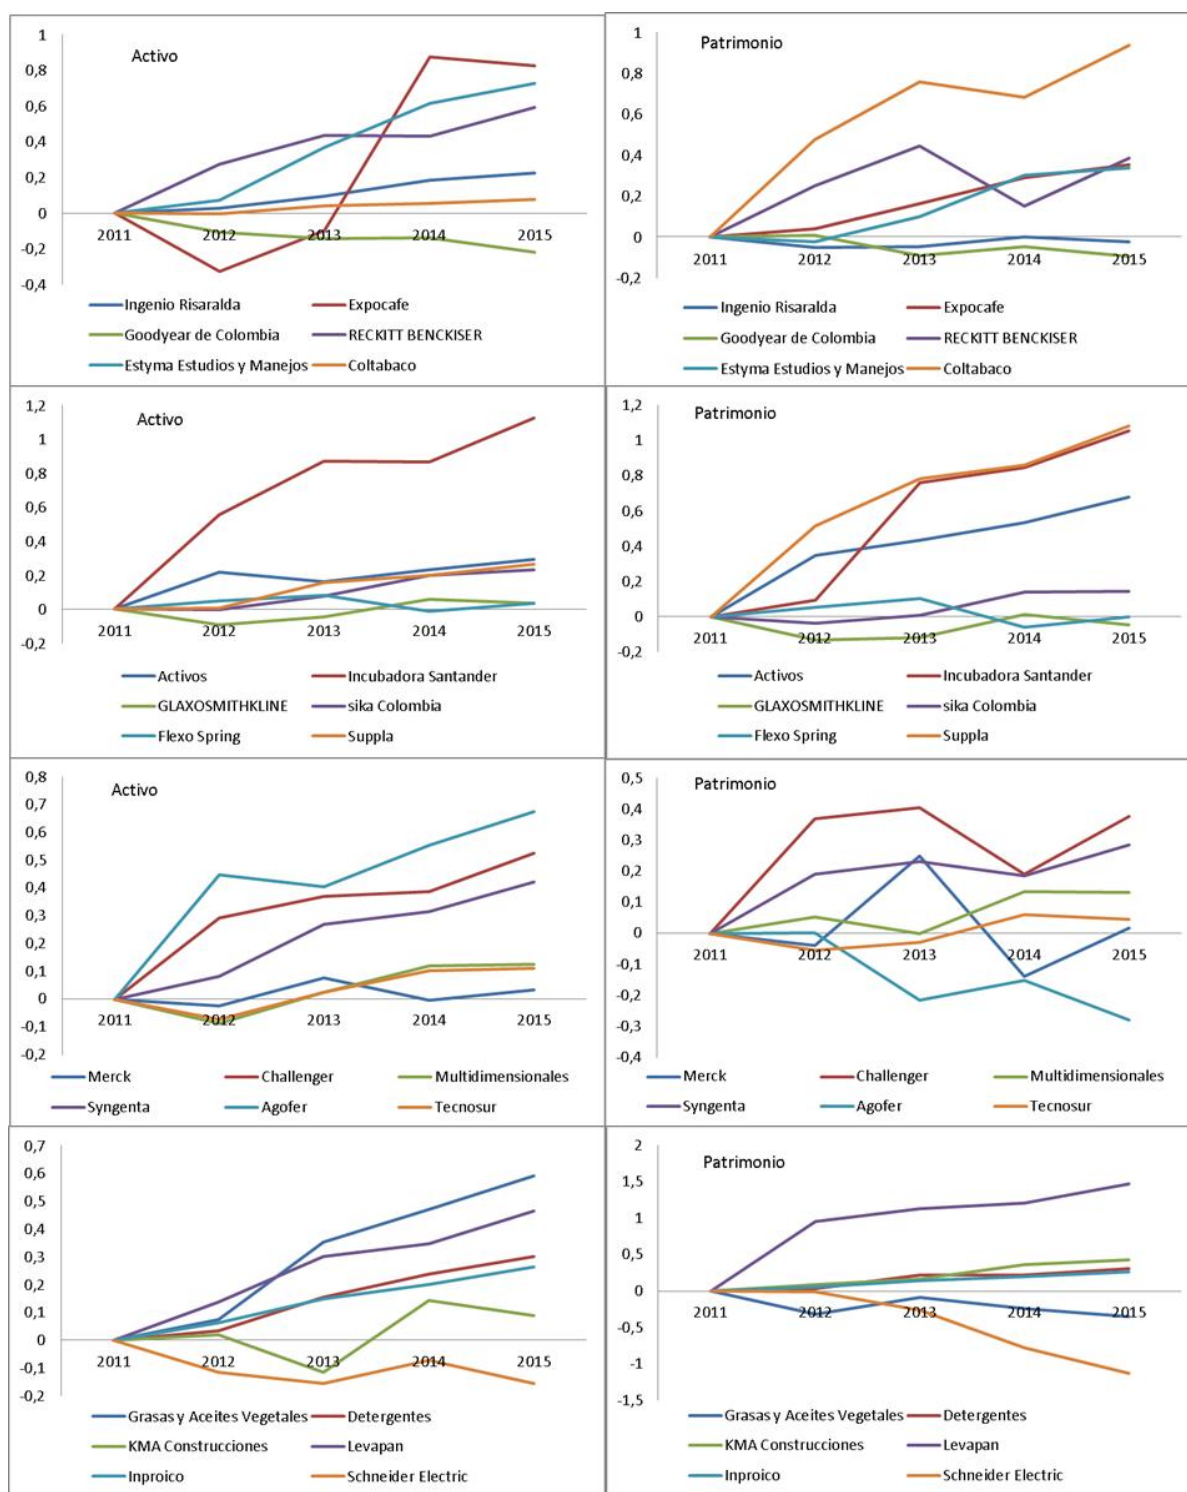 Activo
1
0,8
0,6
0,4
0,2
0
-0,2
-0,4
2011 2012 2013 2014 2015
Ingenio Risaralda Expocafe
Goodyear de Colombia RECKITT BENCKISER
Estyma Estudios y Manejos Coltabaco
Patrimonio
1
0,8
0,6
0,4
0,2
0
-0,2
2011 2012 2013 2014 2015
Ingenio Risaralda Expocafe
Goodyear de Colombia RECKITT BENCKISER
Estyma Estudios y Manejos Coltabaco
Activo
1,2
1
0,8
0,6
0,4
0,2
0
-0,2
2011 2012 2013 2014 2015
Activos Incubadora Santander
GLAXOSMITHKLINE sika Colombia
Flexo Spring Suppla
Patrimonio
1,2
1
0,8
0,6
0,4
0,2
0
-0,2
2011 2012 2013 2014 2015
Activos Incubadora Santander
GLAXOSMITHKLINE sika Colombia
Flexo Spring Suppla
Activo
0,8
0,7
0,6
0,5
0,4
0,3
0,2
0,1
0
-0,1
-0,2
2011 2012 2013 2014 2015
Merck Challenger Multidimensionales
Syngenta Agofer Tecnosur
Patrimonio
0,5
0,4
0,3
0,2
0,1
0
-0,1
-0,2
-0,3
-0,4
2011 2012 2013 2014 2015
Merck Challenger Multidimensionales
Syngenta Agofer Tecnosur
0,7
0,6
0,5
0,4
0,3
0,2
0,1
0
-0,1
-0,2
2011 2012 2013 2014 2015
Grasas y Aceites Vegetales Detergentes
KMA Construcciones Levapan
Inproico Schneider Electric
Patrimonio
2
1,5
1
0,5
0
-0,5
-1
-1,5
2011 2012 2013 2014 2015
Grasas y Aceites Vegetales Detergentes
KMA Construcciones Levapan
Inproico Schneider Electric